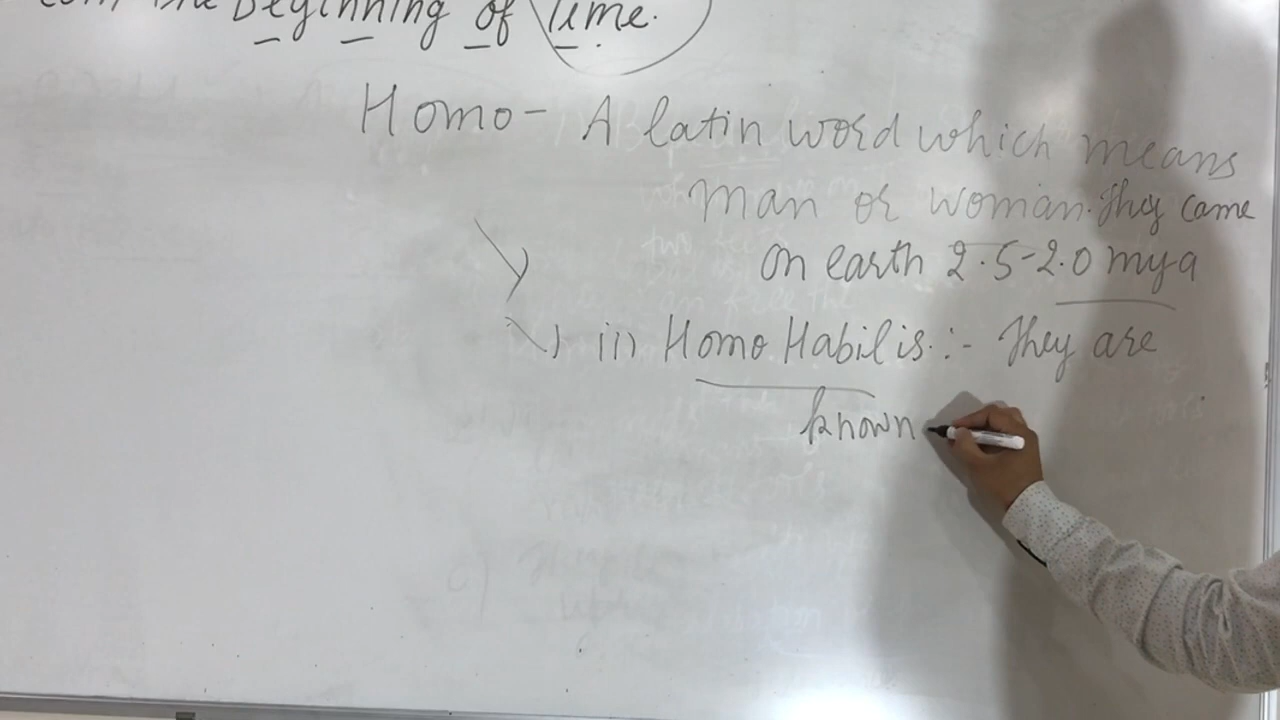 the Beginning of Time.
Homo- A latin word which means
man or woman. They came
on earth 2.5-2.0 mya
i) Homo Habilis:- They are
known